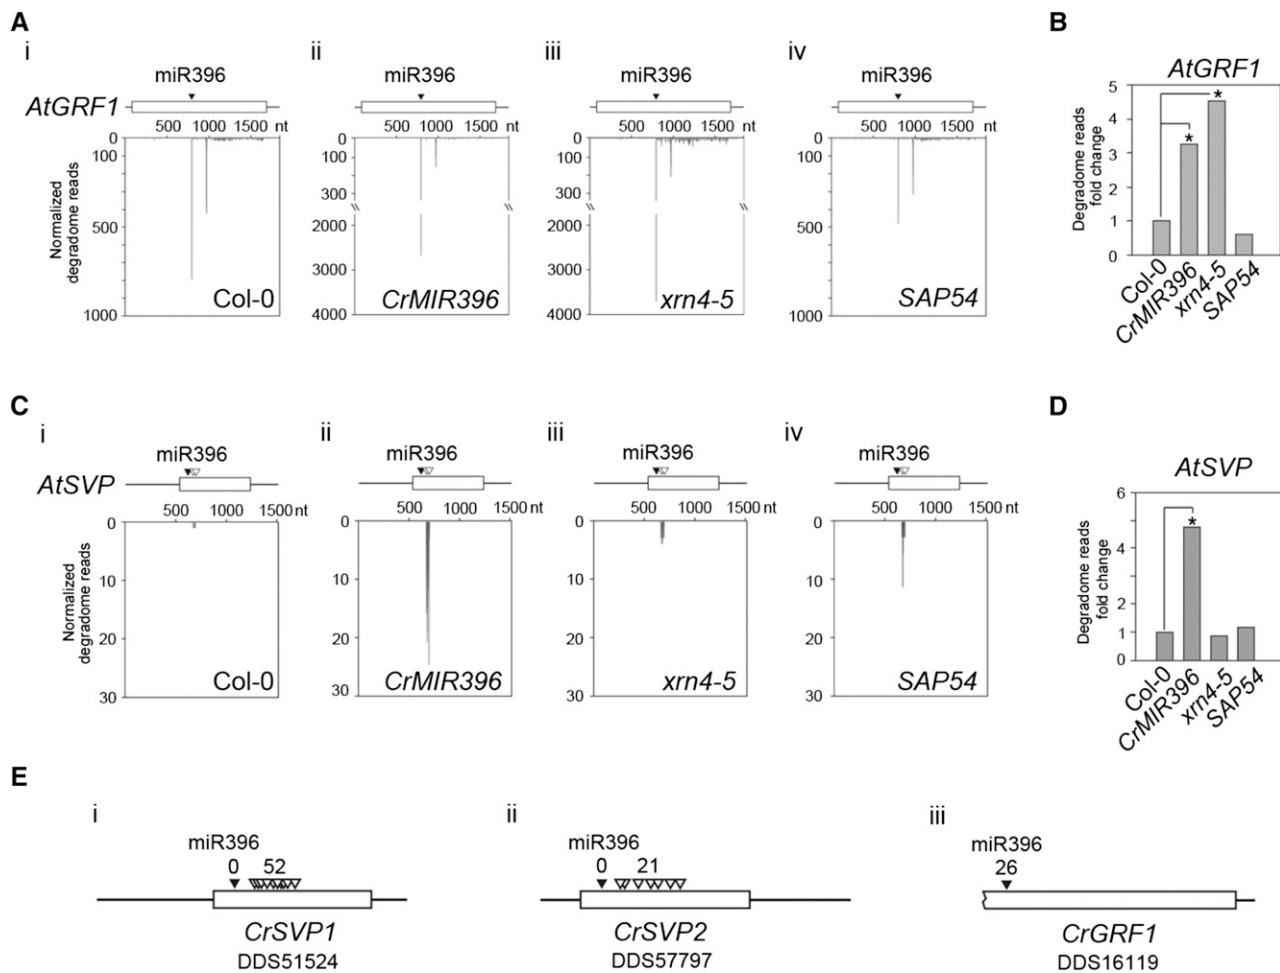 A
i
ii
iii
iv
miR396
miR396
miR396
miR396
AtGRF1
500 1000 1500 nt
500 1000 1500 nt
500 1000 1500 nt
500 1000 1500 nt
Normalized
degradome reads
0
100
500
1000
Col-0
0
100
300
2000
3000
4000
CrMIR396
0
100
300
2000
3000
4000
xrn4-5
0
100
500
1000
SAP54
B
AtGRF1
Degradome reads
fold change
5
4
3
2
1
0
* *
Col-0
CrMIR396
xrn4-5
SAP54
C
i
ii
iii
iv
miR396
miR396
miR396
miR396
AtSVP
500 1000 1500 nt
500 1000 1500 nt
500 1000 1500 nt
500 1000 1500 nt
Normalized
degradome reads
0
10
20
30
Col-0
0
10
20
30
CrMIR396
0
10
20
30
xrn4-5
0
10
20
30
SAP54
D
AtSVP
Degradome reads
fold change
6
4
2
1
0
*
Col-0
CrMIR396
xrn4-5
SAP54
E
i
miR396
0 52
CrSVP1
DDS51524
ii
miR396
0 21
CrSVP2
DDS57797
iii
miR396
26
CrGRF1
DDS16119